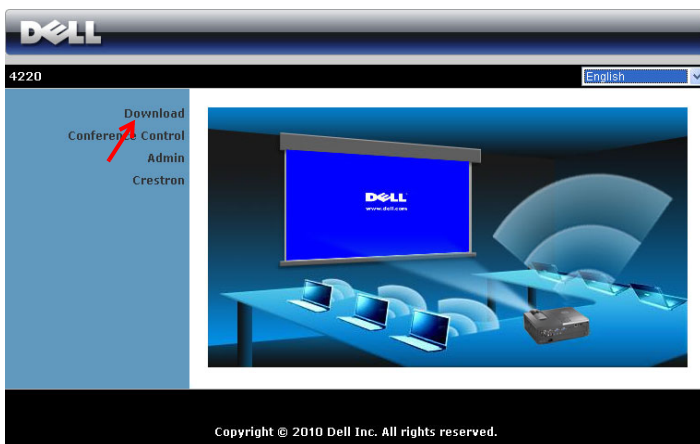 DELL
4220
English
Download
Conference Control
Admin
Crestron
DELL
www.dell.com
Copyright © 2010 Dell Inc. All rights reserved.